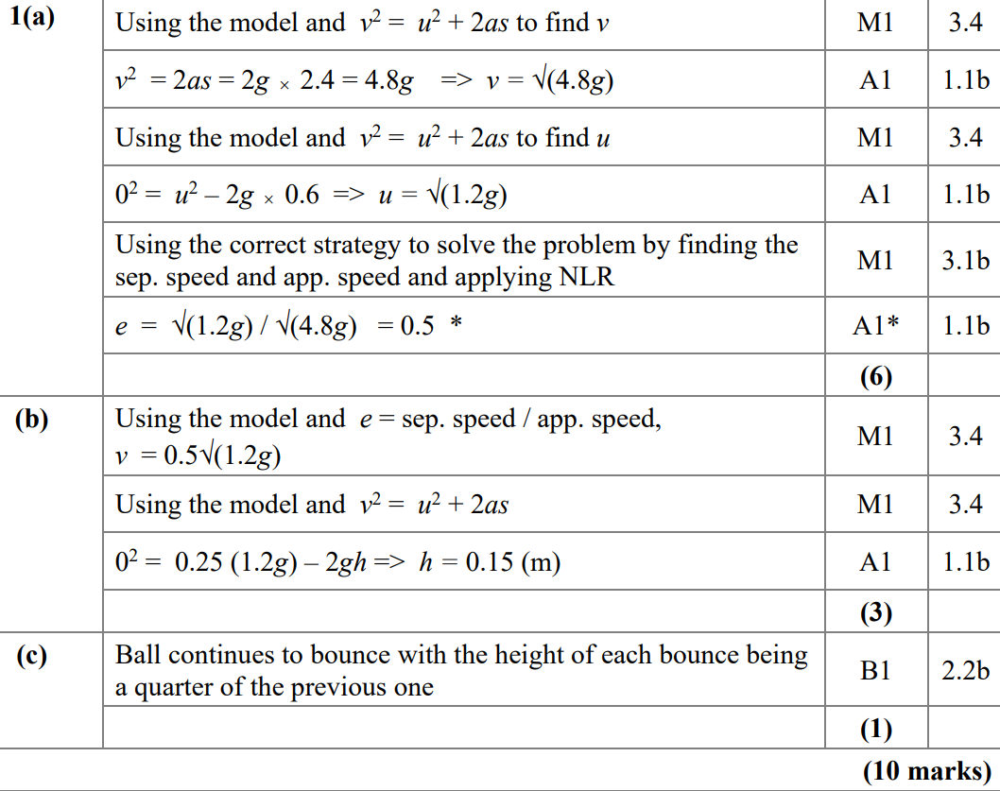 1(a) Using the model and v² = u² + 2as to find v M1 3.4
v² = 2as = 2g × 2.4 = 4.8g => v = √(4.8g) A1 1.1b
Using the model and v² = u² + 2as to find u M1 3.4
0² = u² – 2g × 0.6 => u = √(1.2g) A1 1.1b
Using the correct strategy to solve the problem by finding the
sep. speed and app. speed and applying NLR M1 3.1b
e = √(1.2g) / √(4.8g) = 0.5 * A1* 1.1b
(6)
(b) Using the model and e = sep. speed / app. speed,
v = 0.5√(1.2g) M1 3.4
Using the model and v² = u² + 2as M1 3.4
0² = 0.25 (1.2g) – 2gh => h = 0.15 (m) A1 1.1b
(3)
(c) Ball continues to bounce with the height of each bounce being
a quarter of the previous one B1 2.2b
(1)
(10 marks)